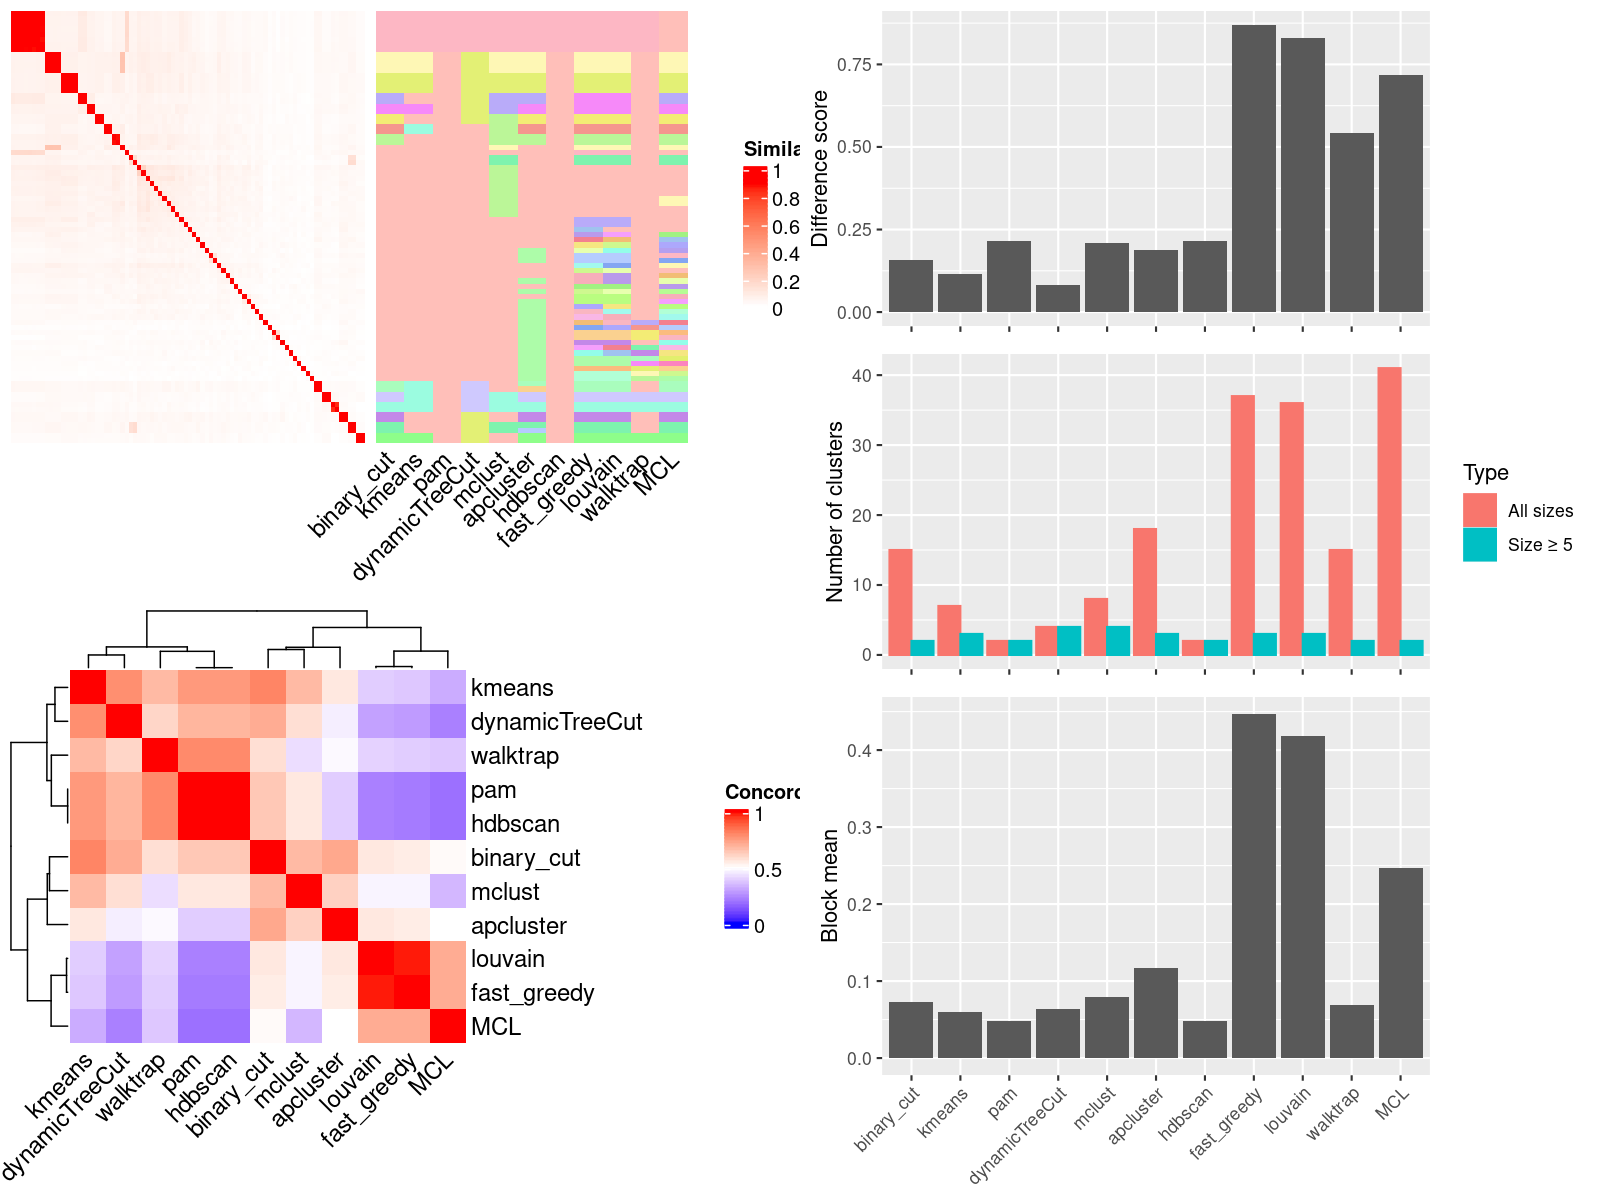 Simila
1
0.8
0.6
0.4
0.2
0
binary_cut
kmeans
pam
dynamicTreeCut
mclust
apcluster
hdbscan
fast_greedy
louvain
walktrap
MCL
kmeans
dynamicTreeCut
walktrap
pam
hdbscan
binary_cut
mclust
apcluster
louvain
fast_greedy
MCL
kmeans
dynamicTreeCut
walktrap
pam
hdbscan
binary_cut
mclust
apcluster
louvain
fast_greedy
MCL
Concord
1
0.5
0
Difference score
0.75
0.50
0.25
0.00
Number of clusters
40
30
20
10
0
Type
All sizes
Size ≥ 5
Block mean
0.4
0.3
0.2
0.1
0.0
binary_cut
kmeans
pam
dynamicTreeCut
mclust
apcluster
hdbscan
fast_greedy
louvain
walktrap
MCL